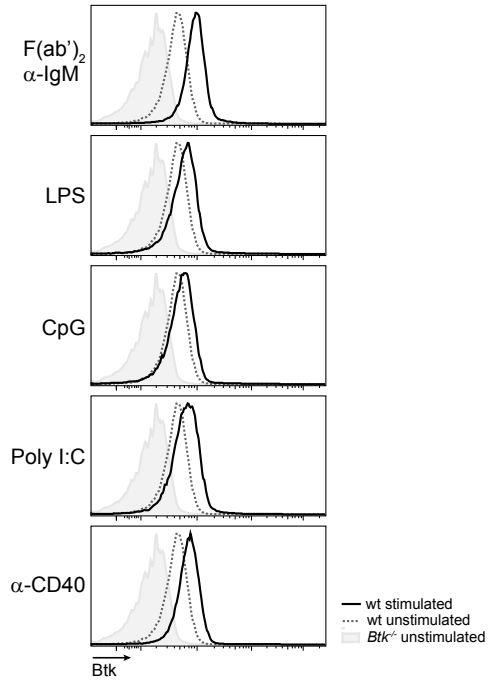 F(ab')₂
α-IgM
LPS
CpG
Poly I:C
α-CD40
wt stimulated
wt unstimulated
Btk⁻/⁻ unstimulated
Btk